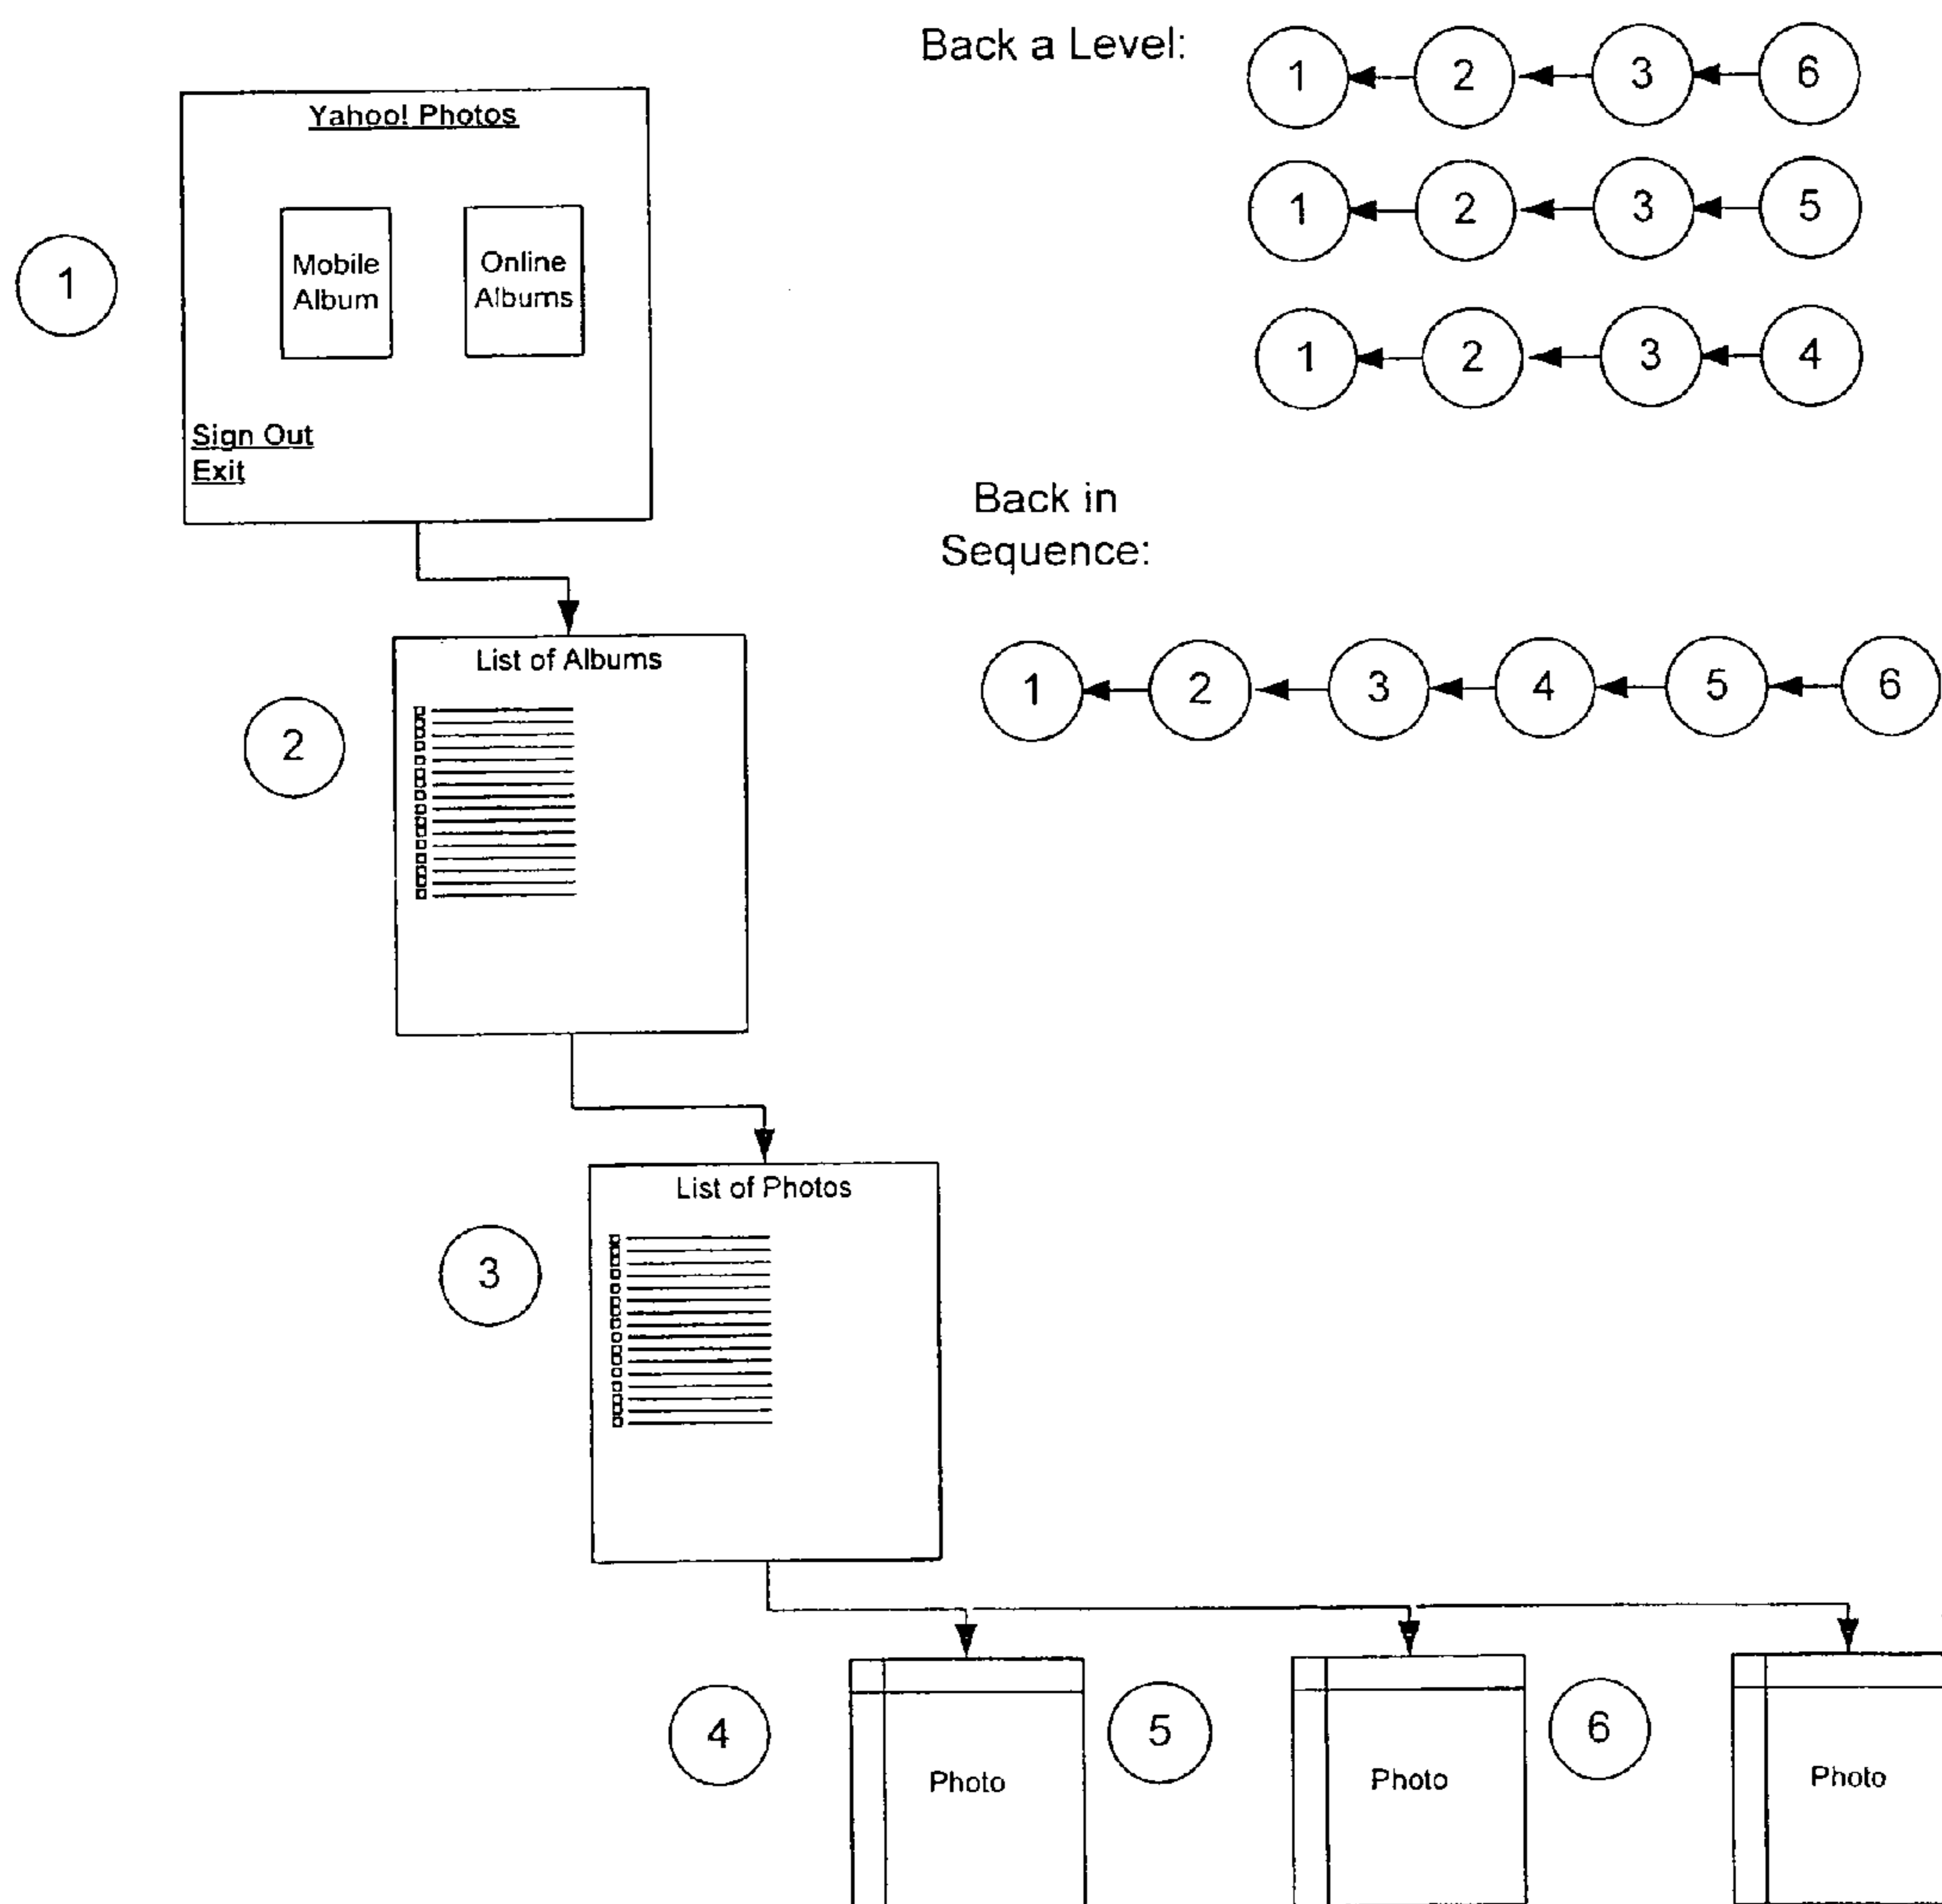 Back a Level:
1 2 3 6
1 2 3 5
1 2 3 4
Yahoo! Photos
Mobile
Album
Online
Albums
Sign Out
Exit
1
Back in
Sequence:
1 2 3 4 5 6
List of Albums
2
List of Photos
3
4
Photo
5
Photo
6
Photo